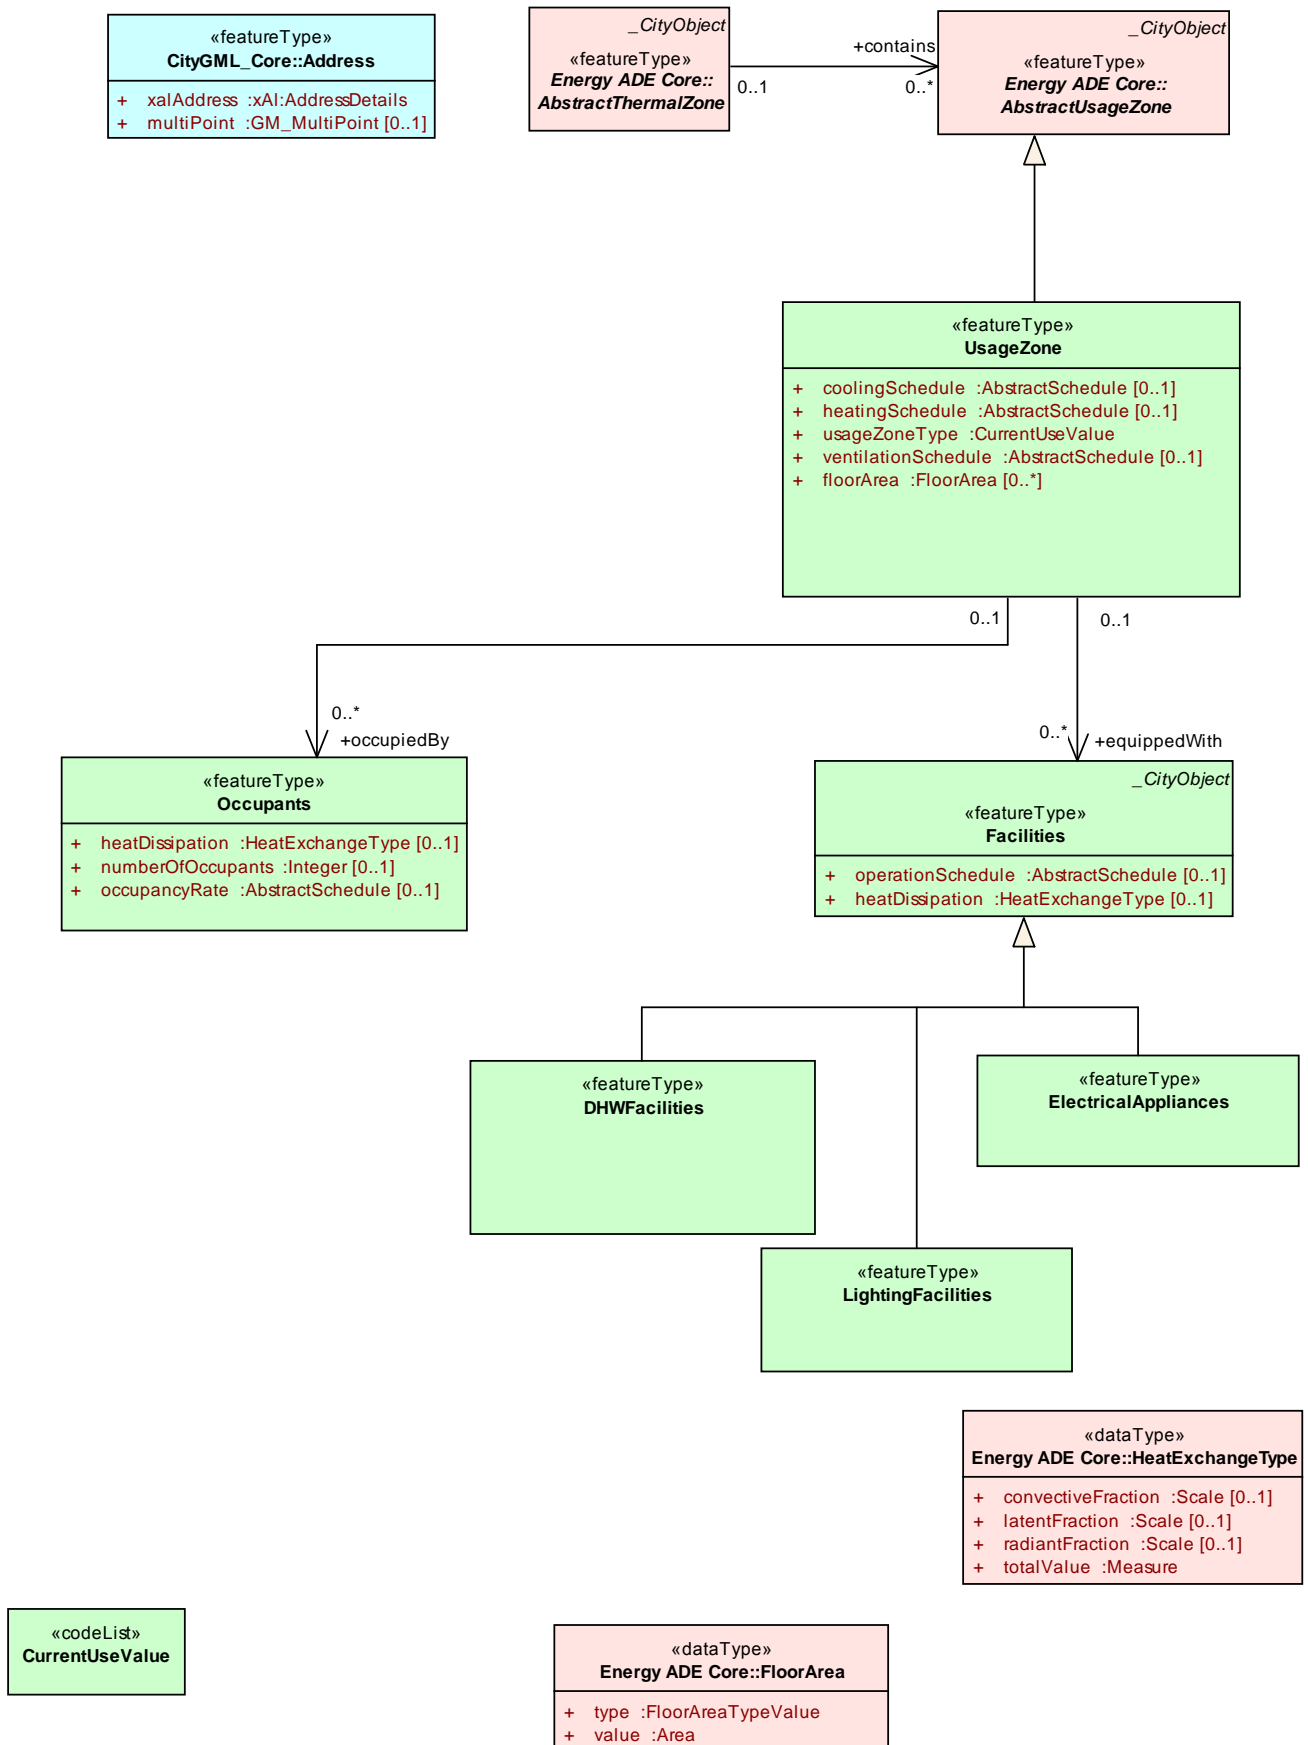 «featureType»
CityGML_Core::Address
+ xalAddress :xAl:AddressDetails
+ multiPoint :GM_MultiPoint [0..1]
_CityObject
«featureType»
Energy ADE Core::
AbstractThermalZone
+contains
0..1
0..*
_CityObject
«featureType»
Energy ADE Core::
AbstractUsageZone
«featureType»
UsageZone
+ coolingSchedule :AbstractSchedule [0..1]
+ heatingSchedule :AbstractSchedule [0..1]
+ usageZoneType :CurrentUseValue
+ ventilationSchedule :AbstractSchedule [0..1]
+ floorArea :FloorArea [0..*]
0..1
0..1
0..*
+occupiedBy
0..*
+equippedWith
«featureType»
Occupants
+ heatDissipation :HeatExchangeType [0..1]
+ numberOfOccupants :Integer [0..1]
+ occupancyRate :AbstractSchedule [0..1]
_CityObject
«featureType»
Facilities
+ operationSchedule :AbstractSchedule [0..1]
+ heatDissipation :HeatExchangeType [0..1]
«featureType»
DHWFacilities
«featureType»
ElectricalAppliances
«featureType»
LightingFacilities
«dataType»
Energy ADE Core::HeatExchangeType
+ convectiveFraction :Scale [0..1]
+ latentFraction :Scale [0..1]
+ radiantFraction :Scale [0..1]
+ totalValue :Measure
«codeList»
CurrentUseValue
«dataType»
Energy ADE Core::FloorArea
+ type :FloorAreaTypeValue
+ value :Area